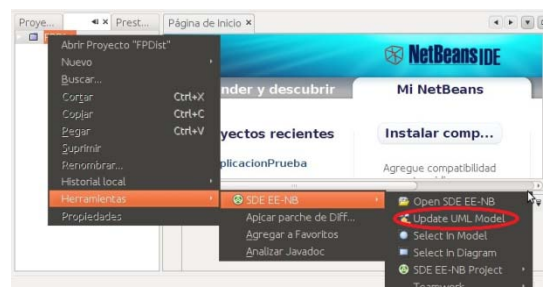 Proye... × Prest... Página de Inicio ×
Abrir Proyecto "FPDist"
Nuevo
Buscar...
Cortar Ctrl+X
Copiar Ctrl+C
Pegar Ctrl+V
Suprimir
Renombrar...
Historial local
Herramientas
Propiedades
NetBeans IDE
nder y descubrir Mi NetBeans
yectos recientes Instalar comp...
plicacionPrueba Agregue compatibilidad
SDE EE-NB
Aplicar parche de Diff...
Agregar a Favoritos
Analizar Javadoc
Open SDE EE-NB
Update UML Model
Select In Model
Select In Diagram
SDE EE-NB Project
Teamwork